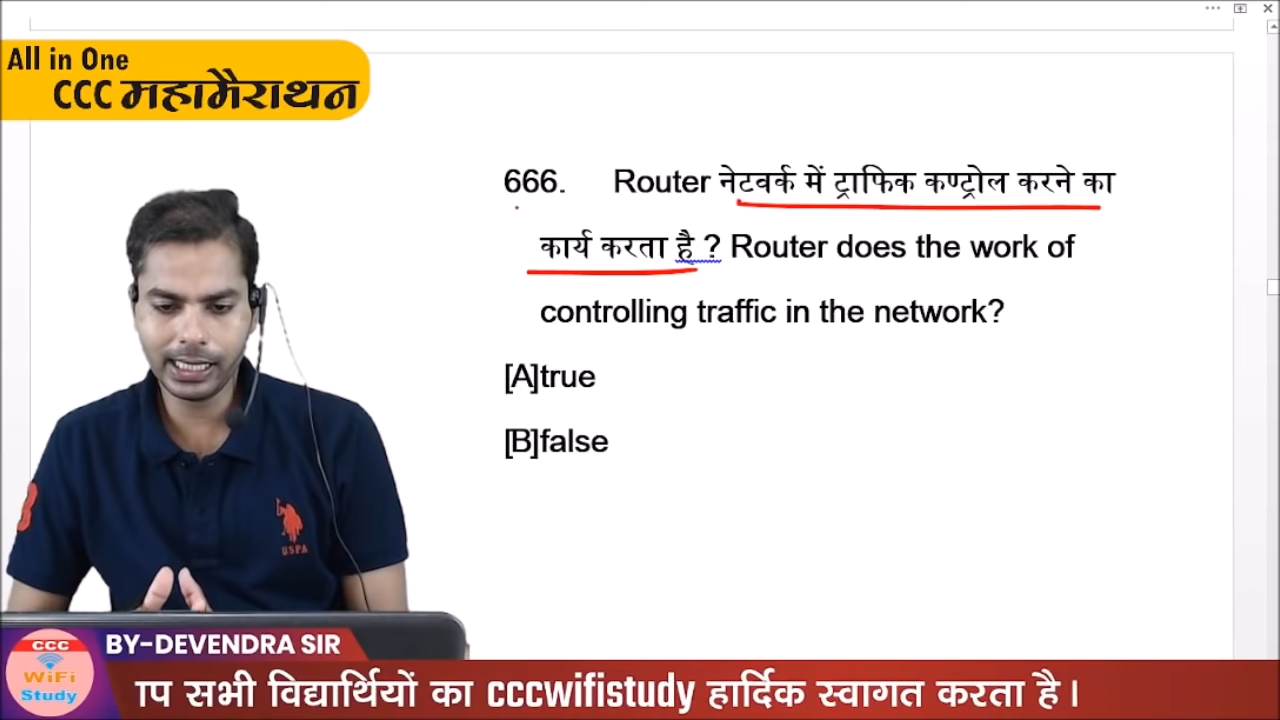 All in One
CCC महामैराथन
666. Router नेटवर्क में ट्राफिक कण्ट्रोल करने का
कार्य करता है ? Router does the work of
controlling traffic in the network?
[A]true
[B]false
USPA
CCC
WiFi
Study
BY-DEVENDRA SIR
ाप सभी विद्यार्थियों का cccwifistudy हार्दिक स्वागत करता है।